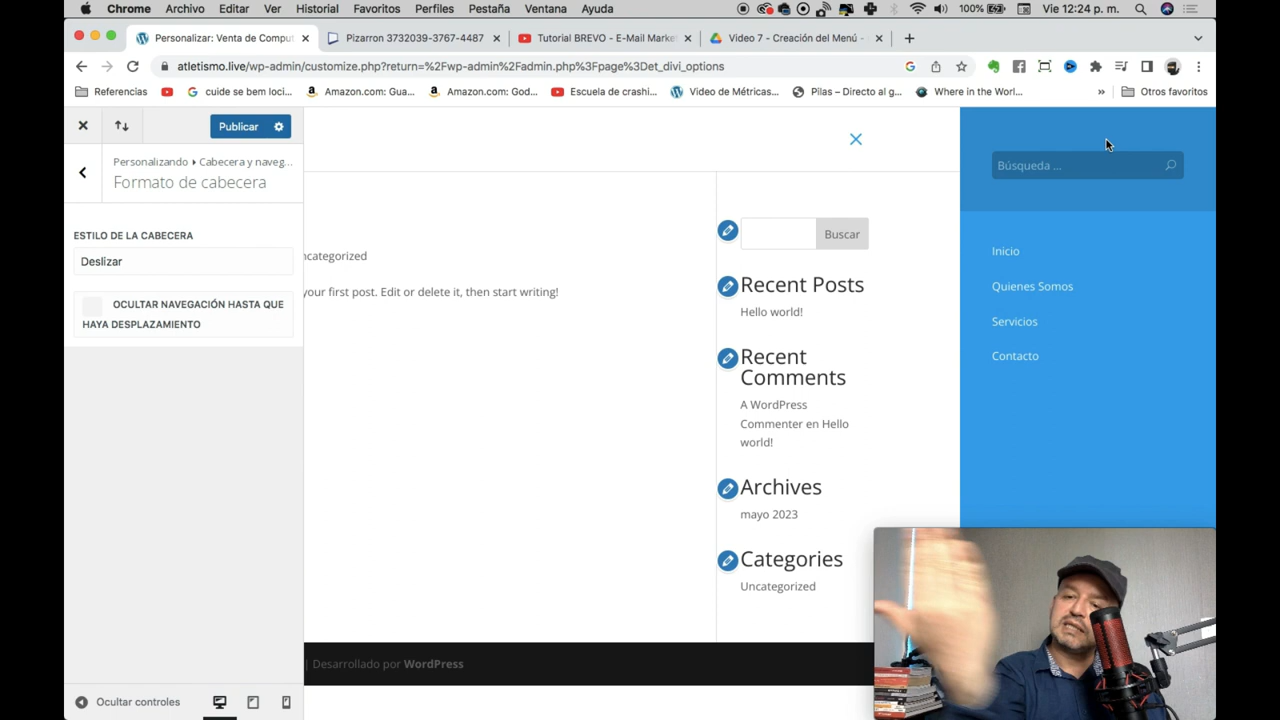 Chrome Archivo Editar Ver Historial Favoritos Perfiles Pestaña Ventana Ayuda 100% Vie 12:24 p. m.
Personalizar: Venta de Comput Pizarron 3732039-3767-4487 Tutorial BREVO - E-Mail Marke Video 7 - Creación del Menú -
atletismo.live/wp-admin/customize.php?return=%2Fwp-admin%2Fadmin.php%3Fpage%3Det_divi_options
Referencias cuide se bem loci... Amazon.com: Gua... Amazon.com: God... Escuela de crashi... Video de Métricas... Pilas – Directo al g... Where in the Worl... » Otros favoritos
Publicar
Personalizando ▸ Cabecera y naveg...
Formato de cabecera
ESTILO DE LA CABECERA
Deslizar
OCULTAR NAVEGACIÓN HASTA QUE
HAYA DESPLAZAMIENTO
Ocultar controles
ncategorized
your first post. Edit or delete it, then start writing!
Buscar
Recent Posts
Hello world!
Recent
Comments
A WordPress
Commenter en Hello
world!
Archives
mayo 2023
Categories
Uncategorized
| Desarrollado por WordPress
Búsqueda ...
Inicio
Quienes Somos
Servicios
Contacto